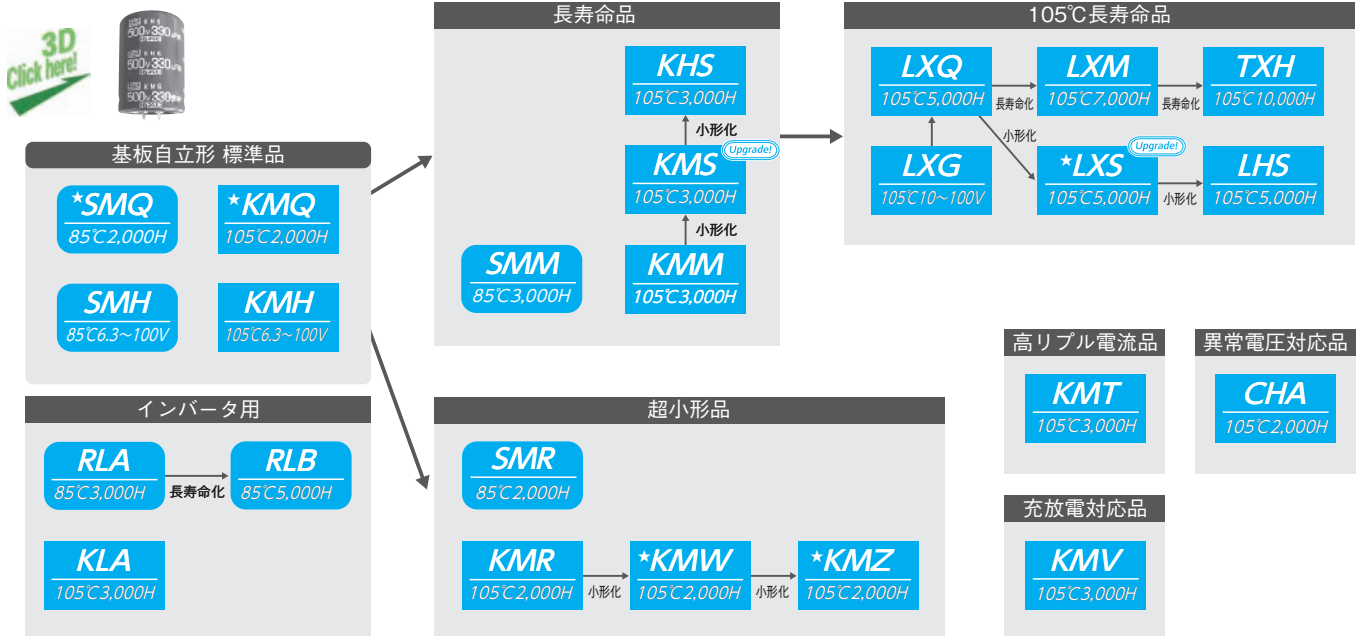 3D
Click here!
500V330µF
500V330
500V330
基板自立形 標準品
★SMQ
85℃2,000H
★KMQ
105℃2,000H
SMH
85℃6.3～100V
KMH
105℃6.3～100V
インバータ用
RLA
85℃3,000H
長寿命化
RLB
85℃5,000H
KLA
105℃3,000H
長寿命品
KHS
105℃3,000H
小形化
Upgrade!
KMS
105℃3,000H
小形化
SMM
85℃3,000H
KMM
105℃3,000H
超小形品
SMR
85℃2,000H
KMR
105℃2,000H
小形化
★KMW
105℃2,000H
小形化
★KMZ
105℃2,000H
105℃長寿命品
LXQ
105℃5,000H
長寿命化
LXM
105℃7,000H
長寿命化
TXH
105℃10,000H
小形化
Upgrade!
LXG
105℃10～100V
★LXS
105℃5,000H
小形化
LHS
105℃5,000H
高リプル電流品
KMT
105℃3,000H
異常電圧対応品
CHA
105℃2,000H
充放電対応品
KMV
105℃3,000H